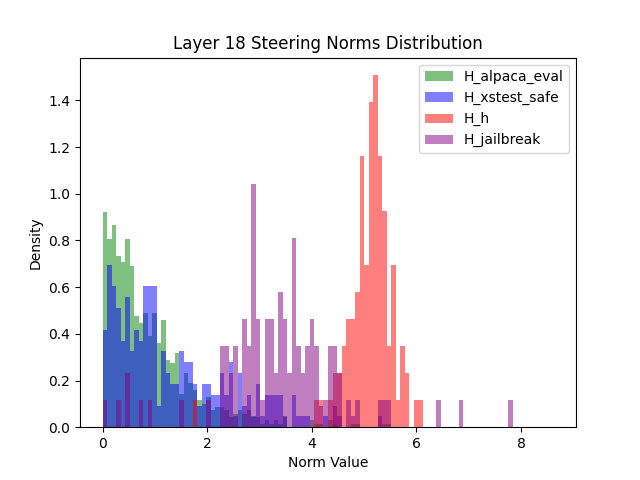 Layer 18 Steering Norms Distribution
H_alpaca_eval
H_xstest_safe
H_h
H_jailbreak
Density
1.4
1.2
1.0
0.8
0.6
0.4
0.2
0.0
0 2 4 6 8
Norm Value